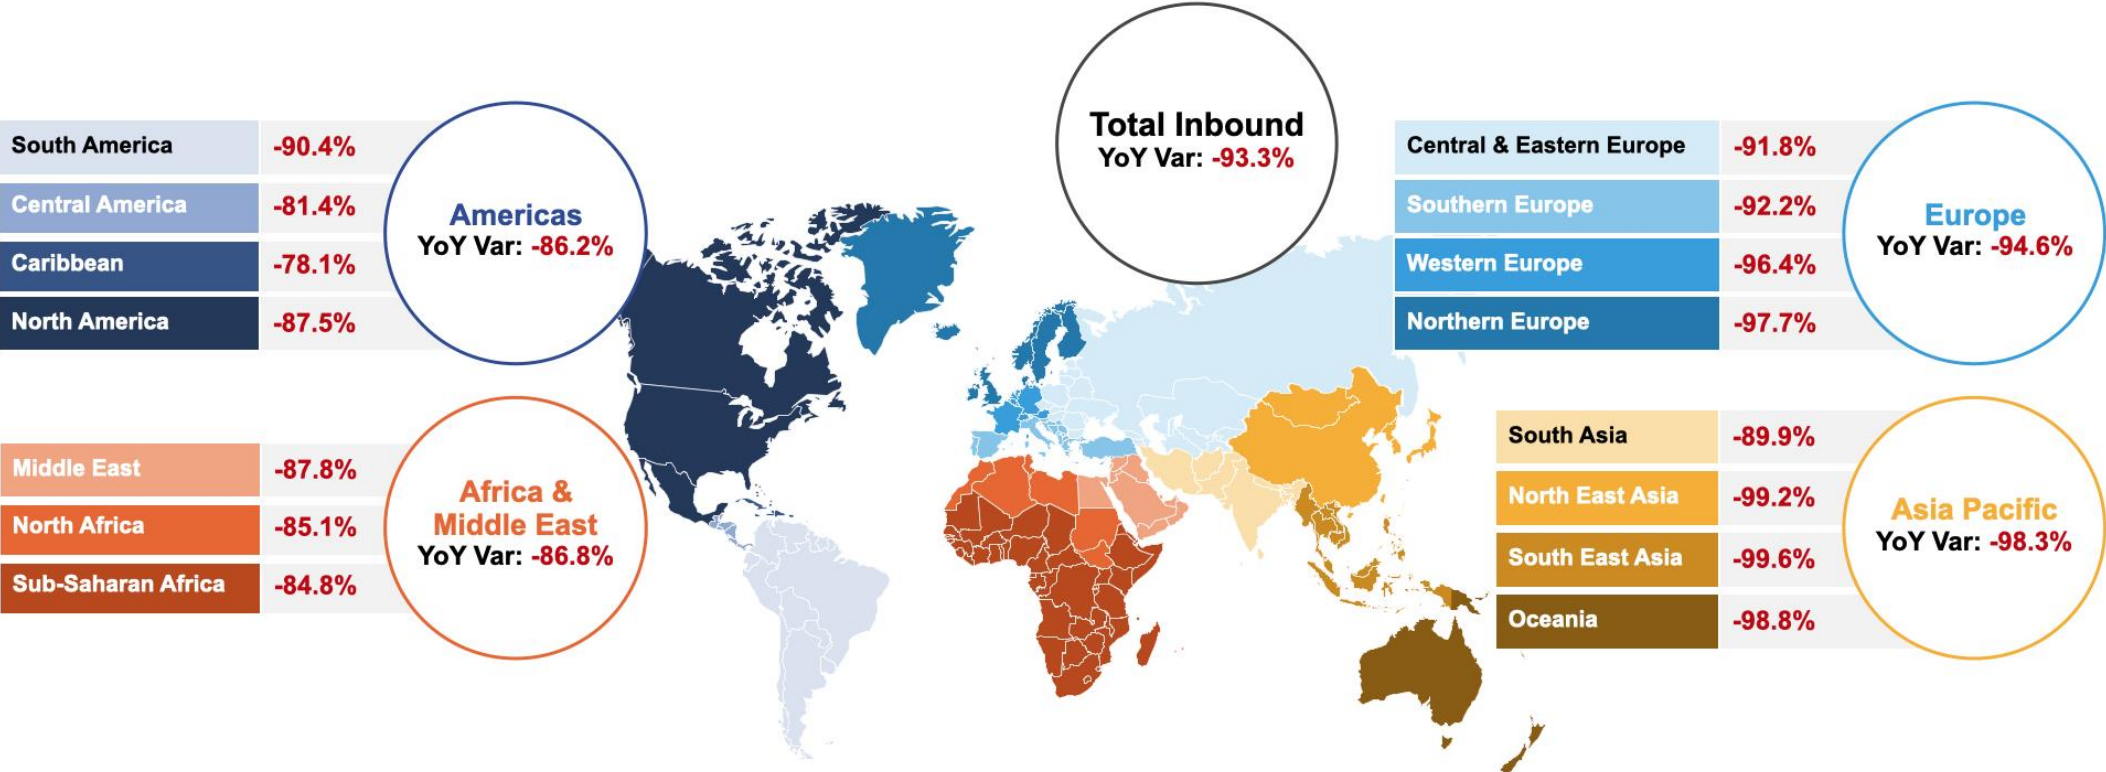 Total Inbound
YoY Var: -93.3%
South America -90.4%
Central America -81.4%
Caribbean -78.1%
North America -87.5%
Americas
YoY Var: -86.2%
Central & Eastern Europe -91.8%
Southern Europe -92.2%
Western Europe -96.4%
Northern Europe -97.7%
Europe
YoY Var: -94.6%
Middle East -87.8%
North Africa -85.1%
Sub-Saharan Africa -84.8%
Africa &
Middle East
YoY Var: -86.8%
South Asia -89.9%
North East Asia -99.2%
South East Asia -99.6%
Oceania -98.8%
Asia Pacific
YoY Var: -98.3%